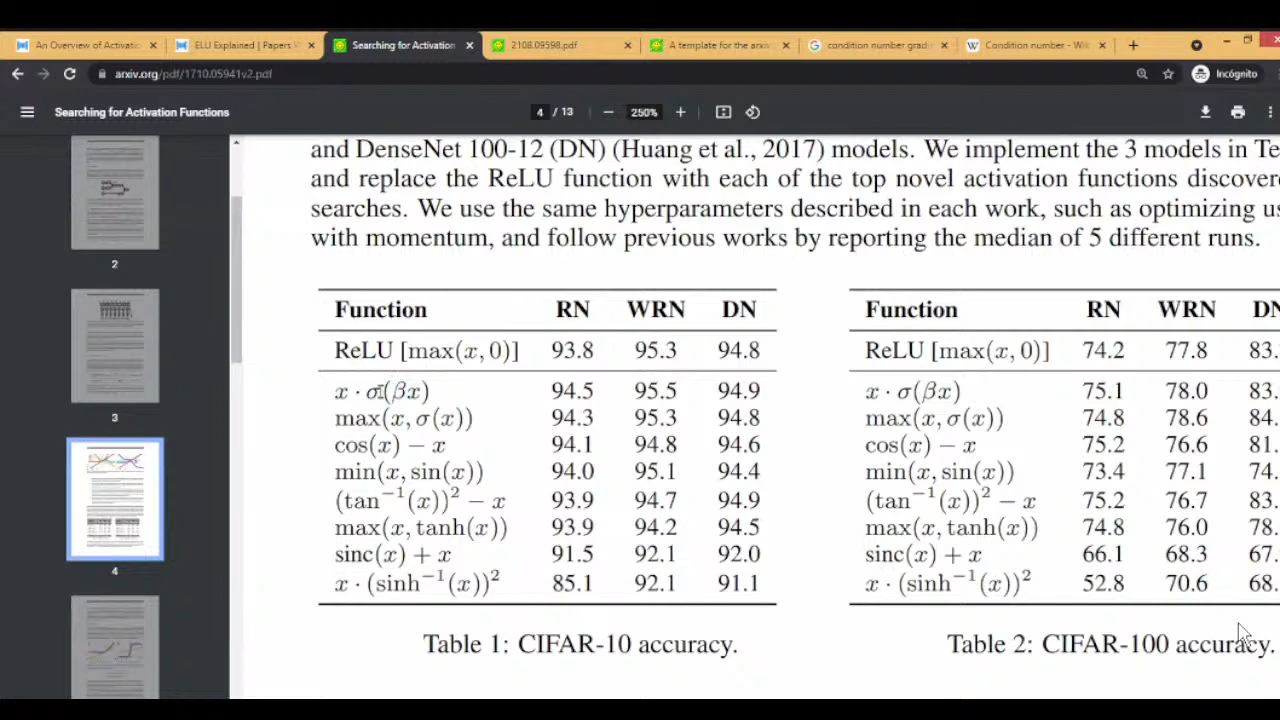 An Overview of Activatio
ELU Explained | Papers W
Searching for Activation
2108.09598.pdf
A template for the arxiv
condition number gradi
Condition number - Wik
arxiv.org/pdf/1710.05941v2.pdf
Incógnito
Searching for Activation Functions
4 / 13
250%
2
3
4
and DenseNet 100-12 (DN) (Huang et al., 2017) models. We implement the 3 models in Te
and replace the ReLU function with each of the top novel activation functions discovere
searches. We use the same hyperparameters described in each work, such as optimizing us
with momentum, and follow previous works by reporting the median of 5 different runs.
Function RN WRN DN
ReLU [max(x, 0)] 93.8 95.3 94.8
x · σ(βx) 94.5 95.5 94.9
max(x, σ(x)) 94.3 95.3 94.8
cos(x) − x 94.1 94.8 94.6
min(x, sin(x)) 94.0 95.1 94.4
(tan⁻¹(x))² − x 93.9 94.7 94.9
max(x, tanh(x)) 93.9 94.2 94.5
sinc(x) + x 91.5 92.1 92.0
x · (sinh⁻¹(x))² 85.1 92.1 91.1
Table 1: CIFAR-10 accuracy.
Function RN WRN DN
ReLU [max(x, 0)] 74.2 77.8 83.
x · σ(βx) 75.1 78.0 83.
max(x, σ(x)) 74.8 78.6 84.
cos(x) − x 75.2 76.6 81.
min(x, sin(x)) 73.4 77.1 74.
(tan⁻¹(x))² − x 75.2 76.7 83.
max(x, tanh(x)) 74.8 76.0 78.
sinc(x) + x 66.1 68.3 67.
x · (sinh⁻¹(x))² 52.8 70.6 68.
Table 2: CIFAR-100 accuracy.